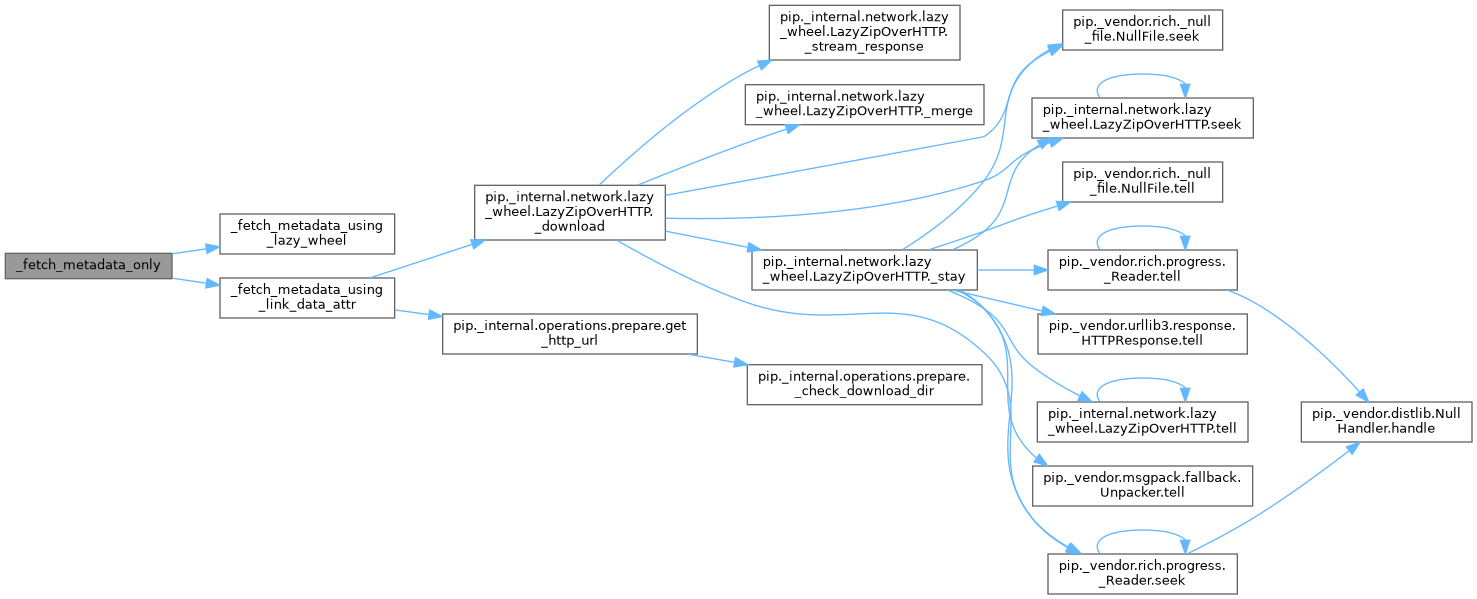 _fetch_metadata_only
_fetch_metadata_using
_lazy_wheel
_fetch_metadata_using
_link_data_attr
pip._internal.network.lazy
_wheel.LazyZipOverHTTP.
_download
pip._internal.operations.prepare.get
_http_url
pip._internal.network.lazy
_wheel.LazyZipOverHTTP.
_stream_response
pip._internal.network.lazy
_wheel.LazyZipOverHTTP._merge
pip._internal.network.lazy
_wheel.LazyZipOverHTTP._stay
pip._internal.operations.prepare.
_check_download_dir
pip._vendor.rich._null
_file.NullFile.seek
pip._internal.network.lazy
_wheel.LazyZipOverHTTP.seek
pip._vendor.rich._null
_file.NullFile.tell
pip._vendor.rich.progress.
_Reader.tell
pip._vendor.urllib3.response.
HTTPResponse.tell
pip._internal.network.lazy
_wheel.LazyZipOverHTTP.tell
pip._vendor.msgpack.fallback.
Unpacker.tell
pip._vendor.rich.progress.
_Reader.seek
pip._vendor.distlib.Null
Handler.handle